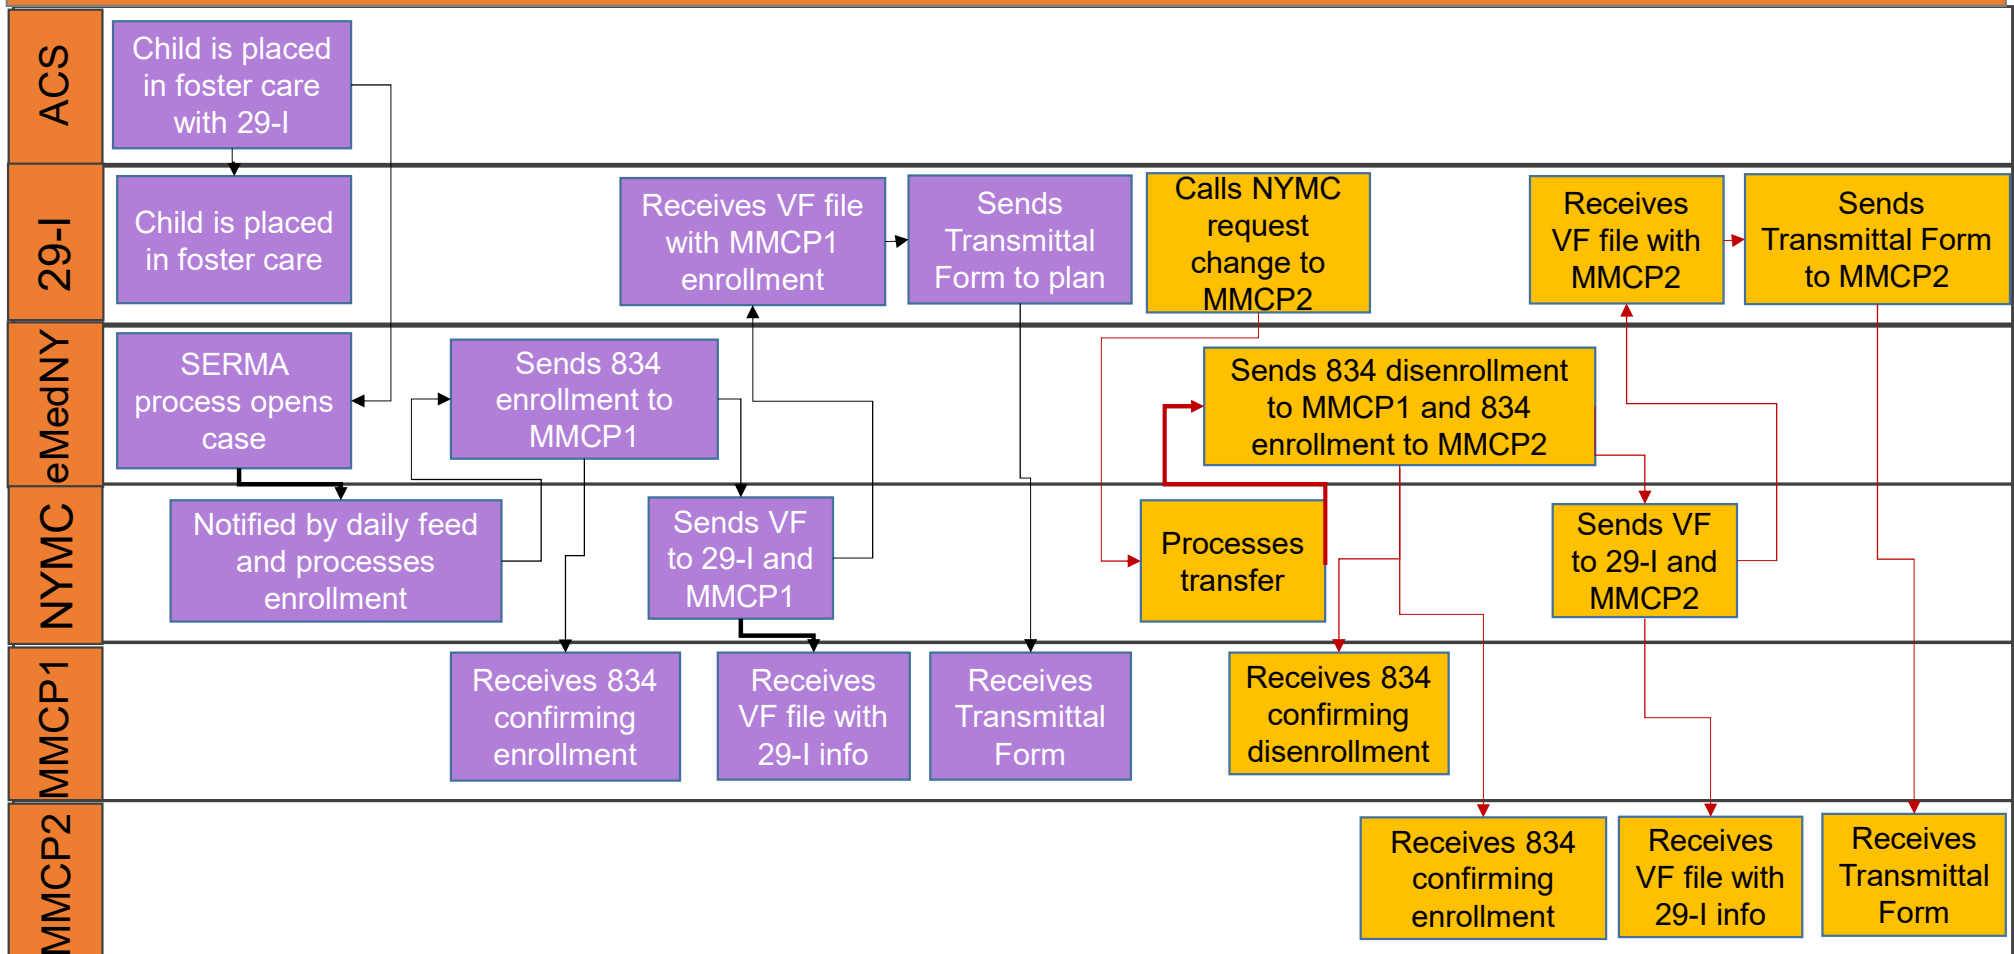 ACS
Child is placed
in foster care
with 29-I
29-I
Child is placed
in foster care
Receives VF file
with MMCP1
enrollment
Sends
Transmittal
Form to plan
Calls NYMC
request
change to
MMCP2
Receives
VF file with
MMCP2
Sends
Transmittal Form
to MMCP2
eMedNY
SERMA
process opens
case
Sends 834
enrollment to
MMCP1
Sends 834 disenrollment
to MMCP1 and 834
enrollment to MMCP2
NYMC
Notified by daily feed
and processes
enrollment
Sends VF
to 29-I and
MMCP1
Processes
transfer
Sends VF
to 29-I and
MMCP2
MMCP1
Receives 834
confirming
enrollment
Receives
VF file with
29-I info
Receives
Transmittal
Form
Receives 834
confirming
disenrollment
MMCP2
Receives 834
confirming
enrollment
Receives
VF file with
29-I info
Receives
Transmittal
Form